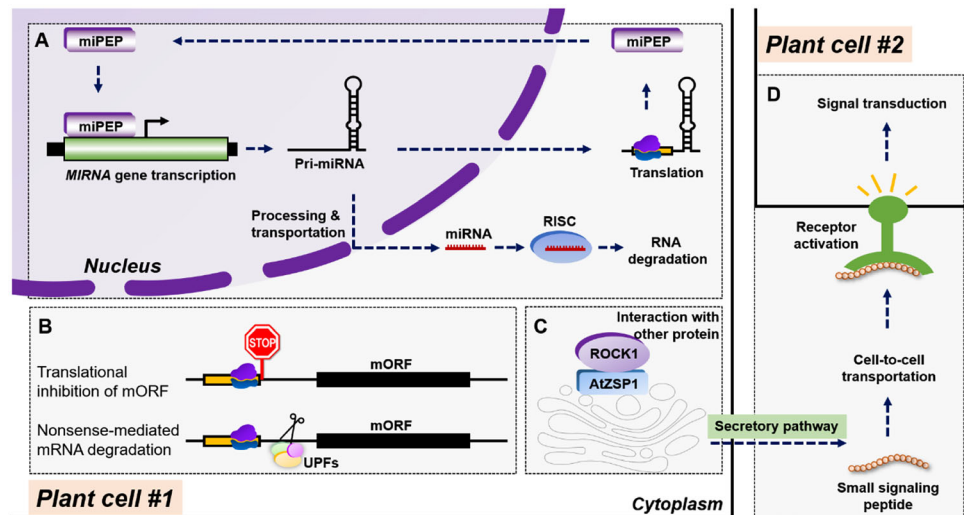 A
miPEP
miPEP
miPEP
MIRNA gene transcription
Pri-miRNA
Translation
Processing &
transportation
miRNA
RISC
RNA
degradation
Nucleus
B
STOP
mORF
Translational
inhibition of mORF
Nonsense-mediated
mRNA degradation
mORF
UPFs
C
Interaction with
other protein
ROCK1
AtZSP1
Secretory pathway
Plant cell #1
Cytoplasm
Plant cell #2
D
Signal transduction
Receptor
activation
Cell-to-cell
transportation
Small signaling
peptide